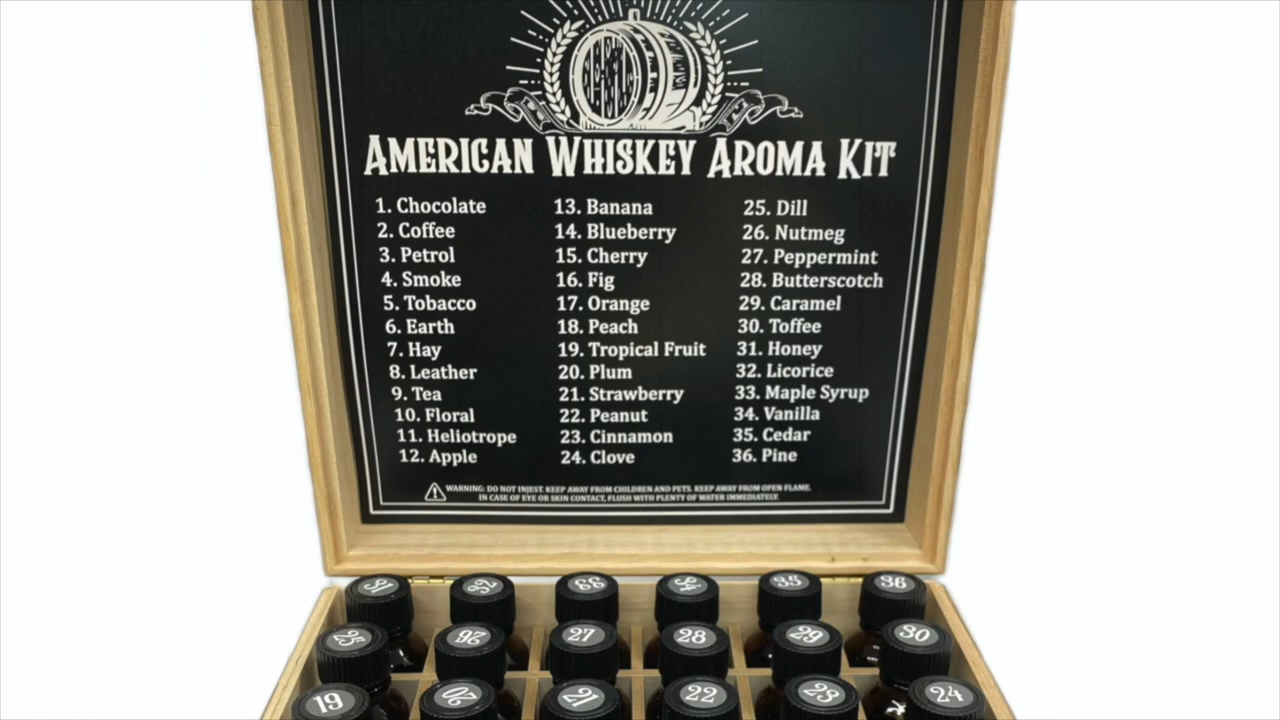 AMERICAN WHISKEY AROMA KIT
1. Chocolate
2. Coffee
3. Petrol
4. Smoke
5. Tobacco
6. Earth
7. Hay
8. Leather
9. Tea
10. Floral
11. Heliotrope
12. Apple
13. Banana
14. Blueberry
15. Cherry
16. Fig
17. Orange
18. Peach
19. Tropical Fruit
20. Plum
21. Strawberry
22. Peanut
23. Cinnamon
24. Clove
25. Dill
26. Nutmeg
27. Peppermint
28. Butterscotch
29. Caramel
30. Toffee
31. Honey
32. Licorice
33. Maple Syrup
34. Vanilla
35. Cedar
36. Pine
WARNING: DO NOT INJEST. KEEP AWAY FROM CHILDREN AND PETS. KEEP AWAY FROM OPEN FLAME.
IN CASE OF EYE OR SKIN CONTACT, FLUSH WITH PLENTY OF WATER IMMEDIATELY.
31 32 33 34 35 36
25 26 27 28 29 30
19 20 21 22 23 24